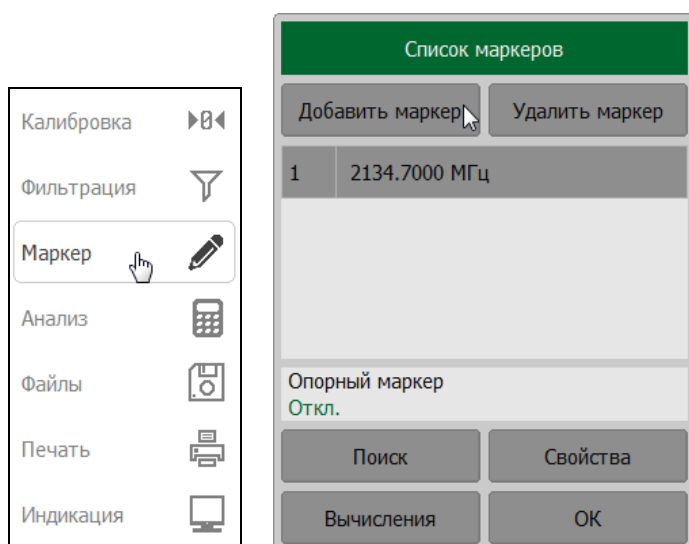 Калибровка
Фильтрация
Маркер
Анализ
Файлы
Печать
Индикация
Список маркеров
Добавить маркер Удалить маркер
1 2134.7000 МГц
Опорный маркер
Откл.
Поиск Свойства
Вычисления ОК